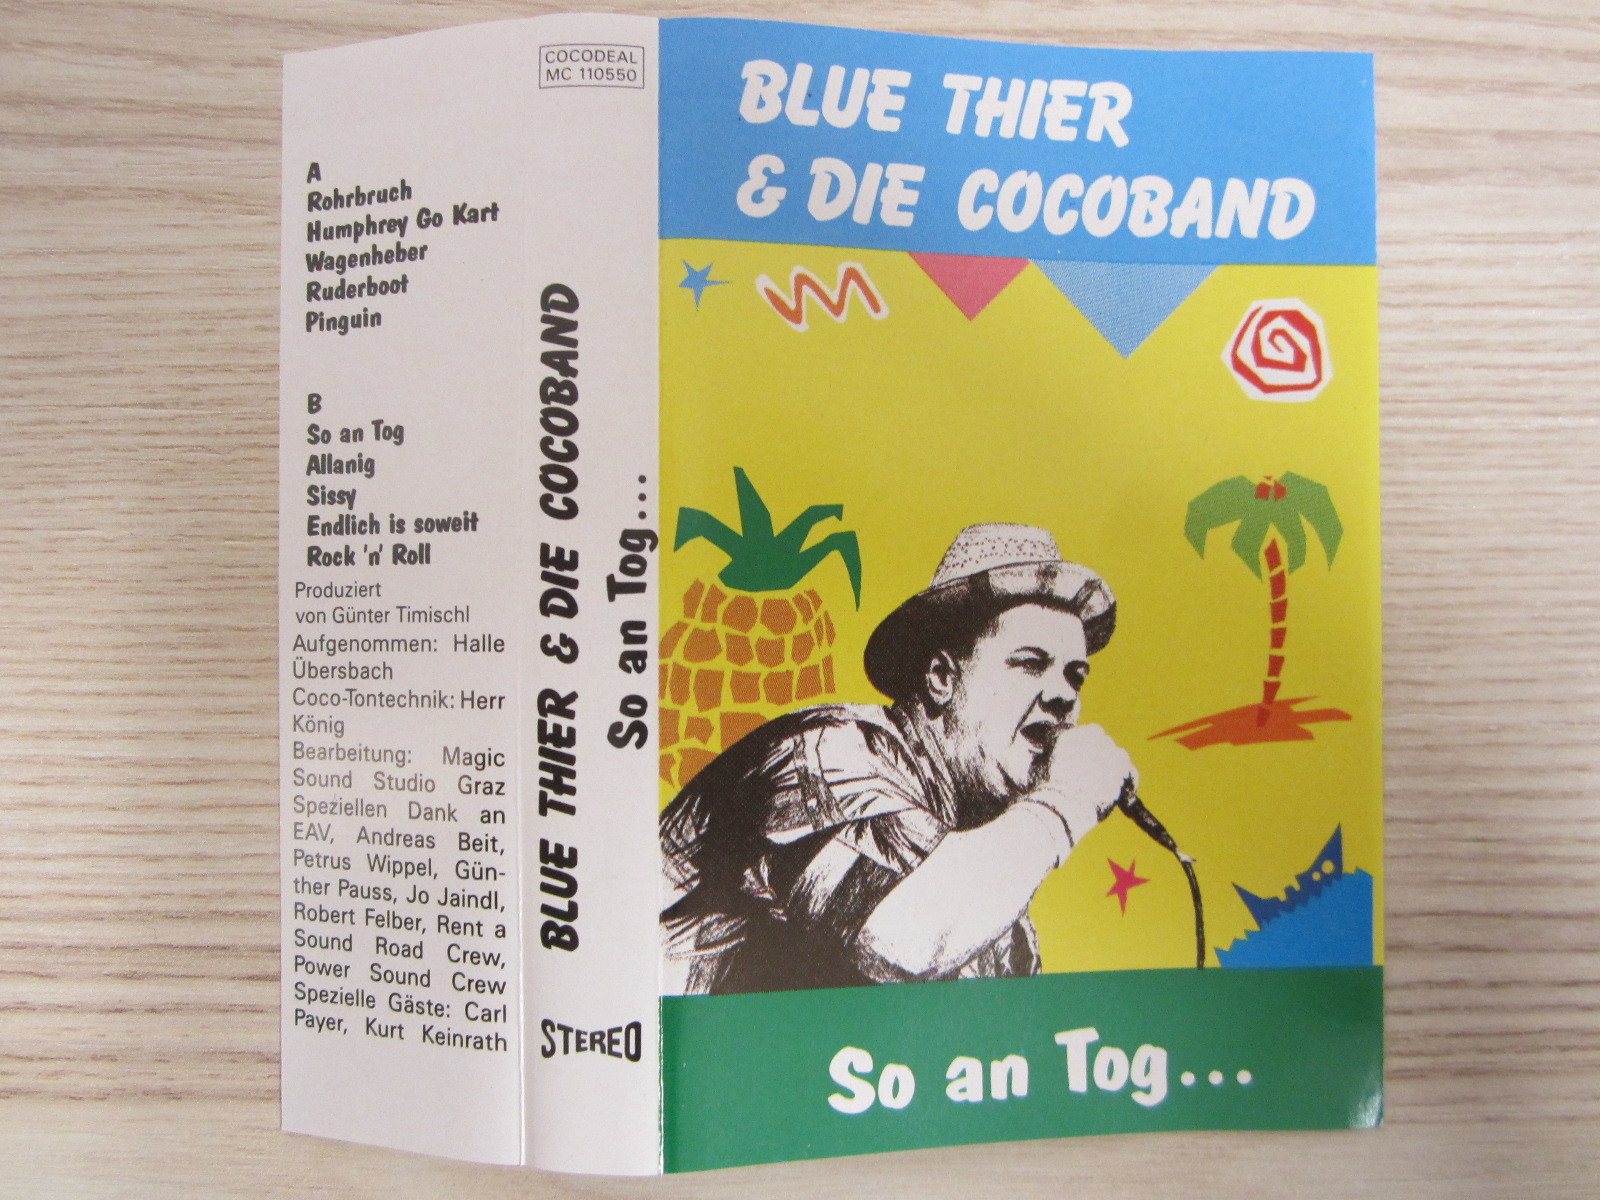 A
Rohrbruch
Humphrey Go Kart
Wagenheber
Ruderboot
Pinguin
B
So an Tog
Allanig
Sissy
Endlich is soweit
Rock 'n' Roll
Produziert
von Günter Timischl
Aufgenommen: Halle
Übersbach
Coco-Tontechnik: Herr
König
Bearbeitung: Magic
Sound Studio Graz
Speziellen Dank an
EAV, Andreas Beit,
Petrus Wippel, Gün-
ther Pauss, Jo Jaindl,
Robert Felber, Rent a
Sound Road Crew,
Power Sound Crew
Spezielle Gäste: Carl
Payer, Kurt Keinrath
COCODEAL
MC 110550
BLUE THIER & DIE COCOBAND
So an Tog...
STEREO
BLUE THIER
& DIE COCOBAND
So an Tog...